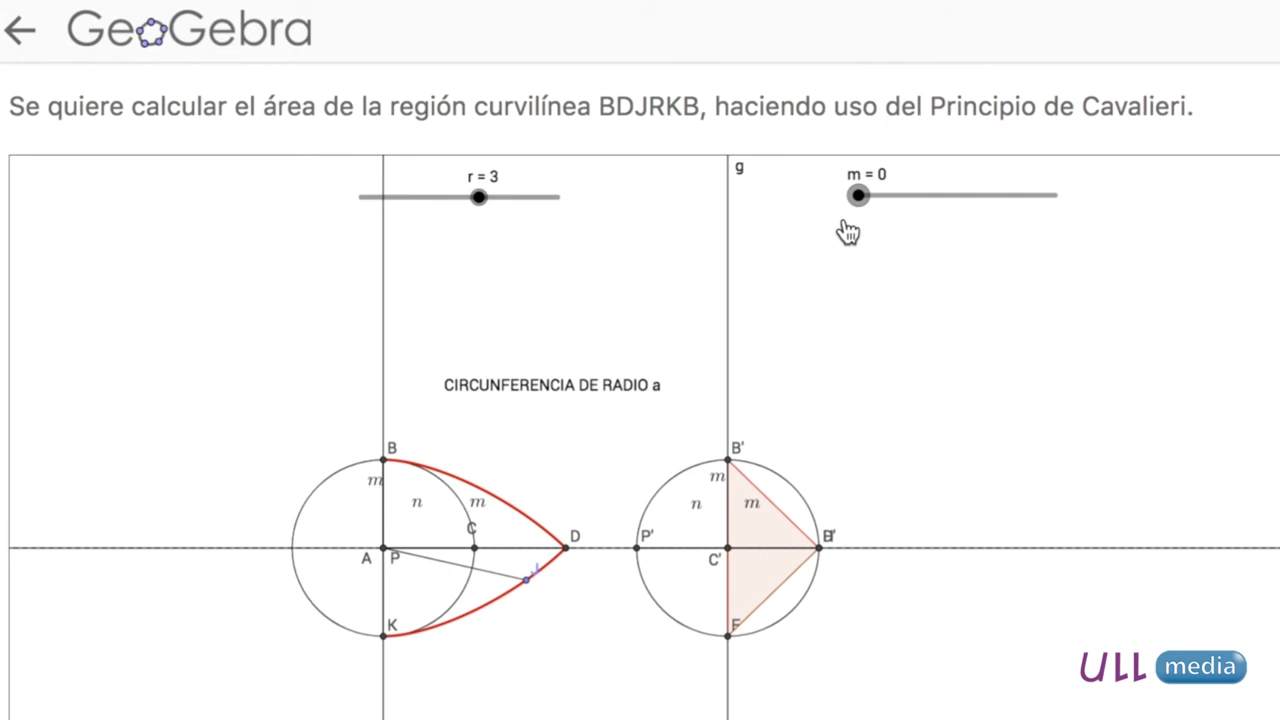 GeoGebra
Se quiere calcular el área de la región curvilínea BDJRKB, haciendo uso del Principio de Cavalieri.
g
r = 3
m = 0
CIRCUNFERENCIA DE RADIO a
B
B'
m
m
n
m
n
m
C
D
P'
A
P
J
C'
K
F
ULL media